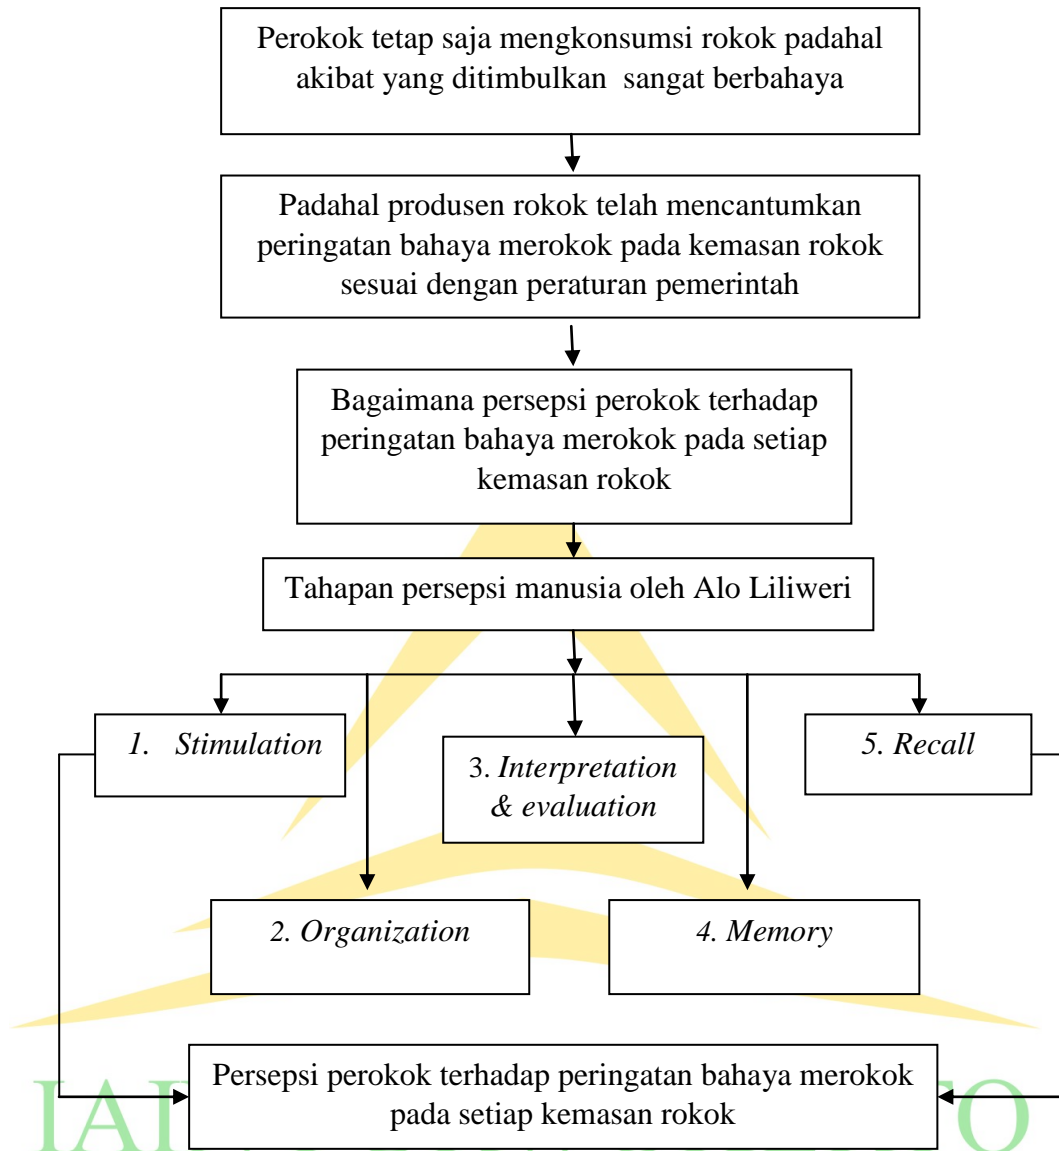 Perokok tetap saja mengkonsumsi rokok padahal
akibat yang ditimbulkan sangat berbahaya
Padahal produsen rokok telah mencantumkan
peringatan bahaya merokok pada kemasan rokok
sesuai dengan peraturan pemerintah
Bagaimana persepsi perokok terhadap
peringatan bahaya merokok pada setiap
kemasan rokok
Tahapan persepsi manusia oleh Alo Liliweri
1. Stimulation
3. Interpretation
& evaluation
5. Recall
2. Organization
4. Memory
Persepsi perokok terhadap peringatan bahaya merokok
pada setiap kemasan rokok